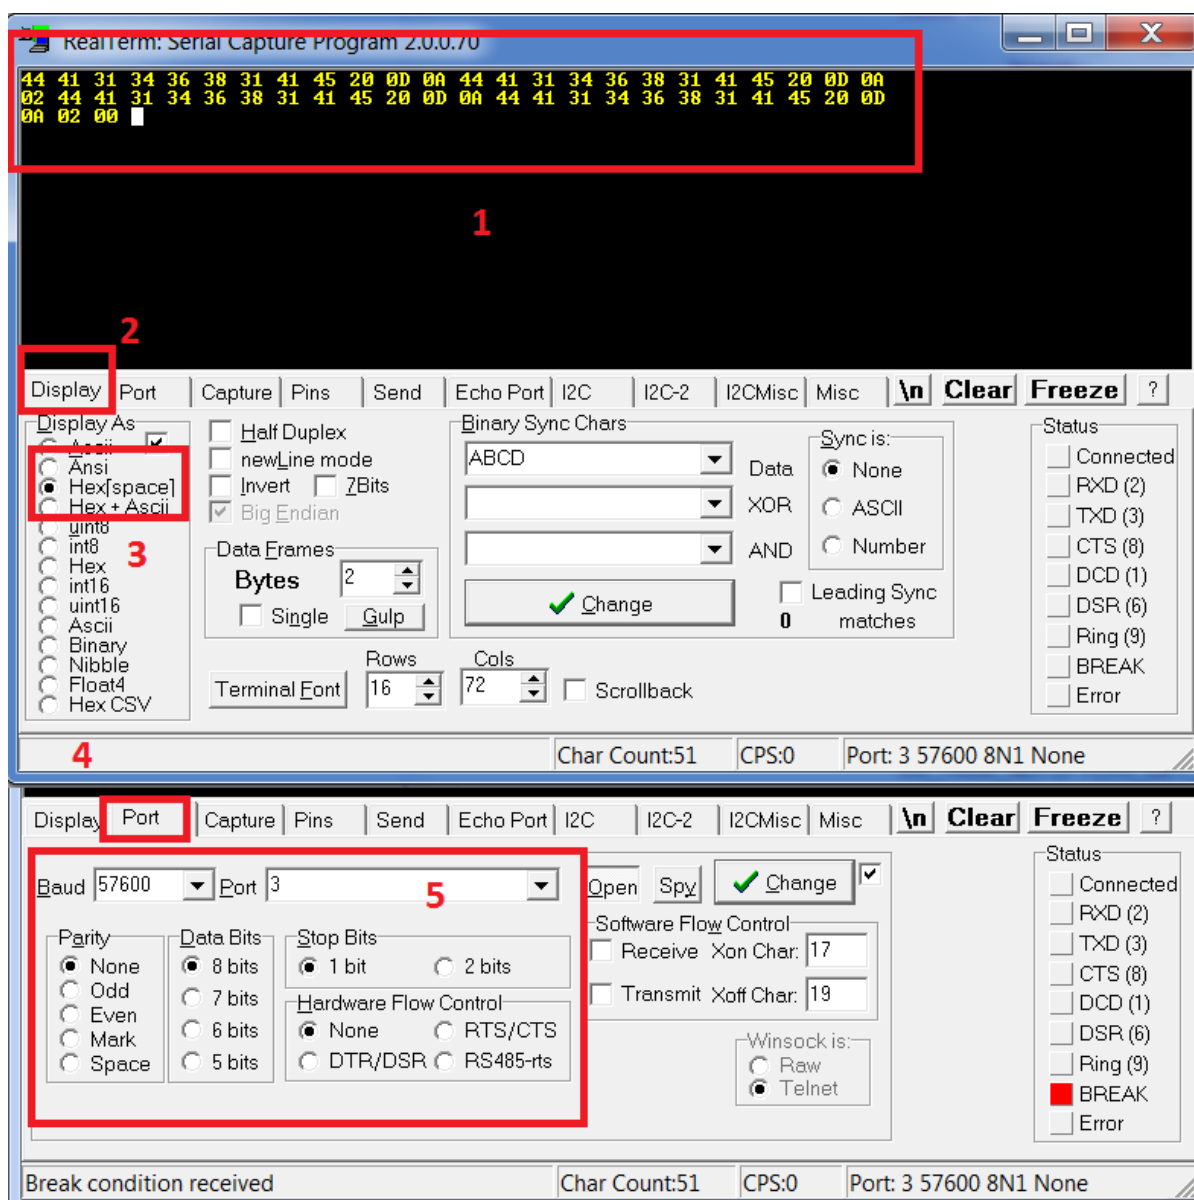 RealTerm: Serial Capture Program 2.0.0.70
44 41 31 34 36 38 31 41 45 20 0D 0A 44 41 31 34 36 38 31 41 45 20 0D 0A
02 44 41 31 34 36 38 31 41 45 20 0D 0A 44 41 31 34 36 38 31 41 45 20 0D
0A 02 00
1
2
Display Port Capture Pins Send Echo Port I2C I2C-2 I2CMisc Misc \n Clear Freeze ?
Display As
Ascii
Ansi
Hex[space]
Hex + Ascii
uint8
int8
Hex
int16
uint16
Ascii
Binary
Nibble
Float4
Hex CSV
3
Half Duplex
newLine mode
Invert 7Bits
Big Endian
Data Frames
Bytes 2
Single Gulp
Terminal Font
Rows
16
Cols
72
Scrollback
Binary Sync Chars
ABCD
Data
XOR
AND
Change
Sync is:
None
ASCII
Number
Leading Sync
0 matches
Status
Connected
RXD (2)
TXD (3)
CTS (8)
DCD (1)
DSR (6)
Ring (9)
BREAK
Error
4
Char Count:51 CPS:0 Port: 3 57600 8N1 None
Display Port Capture Pins Send Echo Port I2C I2C-2 I2CMisc Misc \n Clear Freeze ?
Baud 57600 Port 3
5
Open Spy Change
Parity
None
Odd
Even
Mark
Space
Data Bits
8 bits
7 bits
6 bits
5 bits
Stop Bits
1 bit 2 bits
Hardware Flow Control
None RTS/CTS
DTR/DSR RS485-rts
Software Flow Control
Receive Xon Char: 17
Transmit Xoff Char: 19
Winsock is:
Raw
Telnet
Status
Connected
RXD (2)
TXD (3)
CTS (8)
DCD (1)
DSR (6)
Ring (9)
BREAK
Error
Break condition received Char Count:51 CPS:0 Port: 3 57600 8N1 None